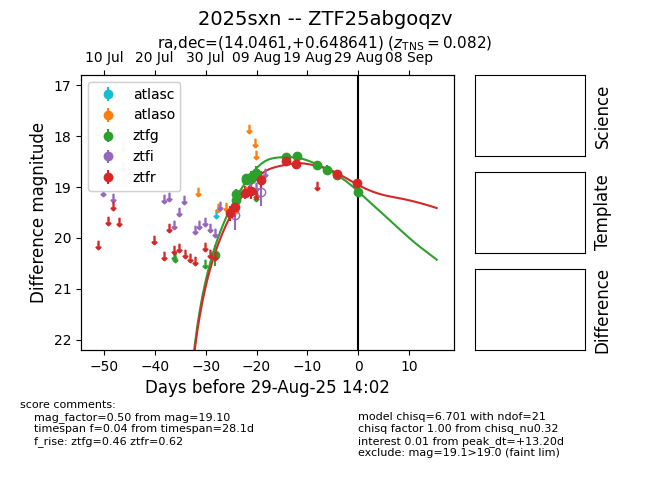 2025sxn -- ZTF25abgoqzv
ra,dec=(14.0461,+0.648641) (z_TNS = 0.082)
10 Jul 20 Jul 30 Jul 09 Aug 19 Aug 29 Aug 08 Sep
17
18
19
20
21
22
Difference magnitude
atlasc
atlaso
ztfg
ztfi
ztfr
−50 −40 −30 −20 −10 0 10
Days before 29-Aug-25 14:02
Science
Template
Difference
score comments:
mag_factor=0.50 from mag=19.10
timespan f=0.04 from timespan=28.1d
f_rise: ztfg=0.46 ztfr=0.62
model chisq=6.701 with ndof=21
chisq factor 1.00 from chisq_nu0.32
interest 0.01 from peak_dt=+13.20d
exclude: mag=19.1>19.0 (faint lim)